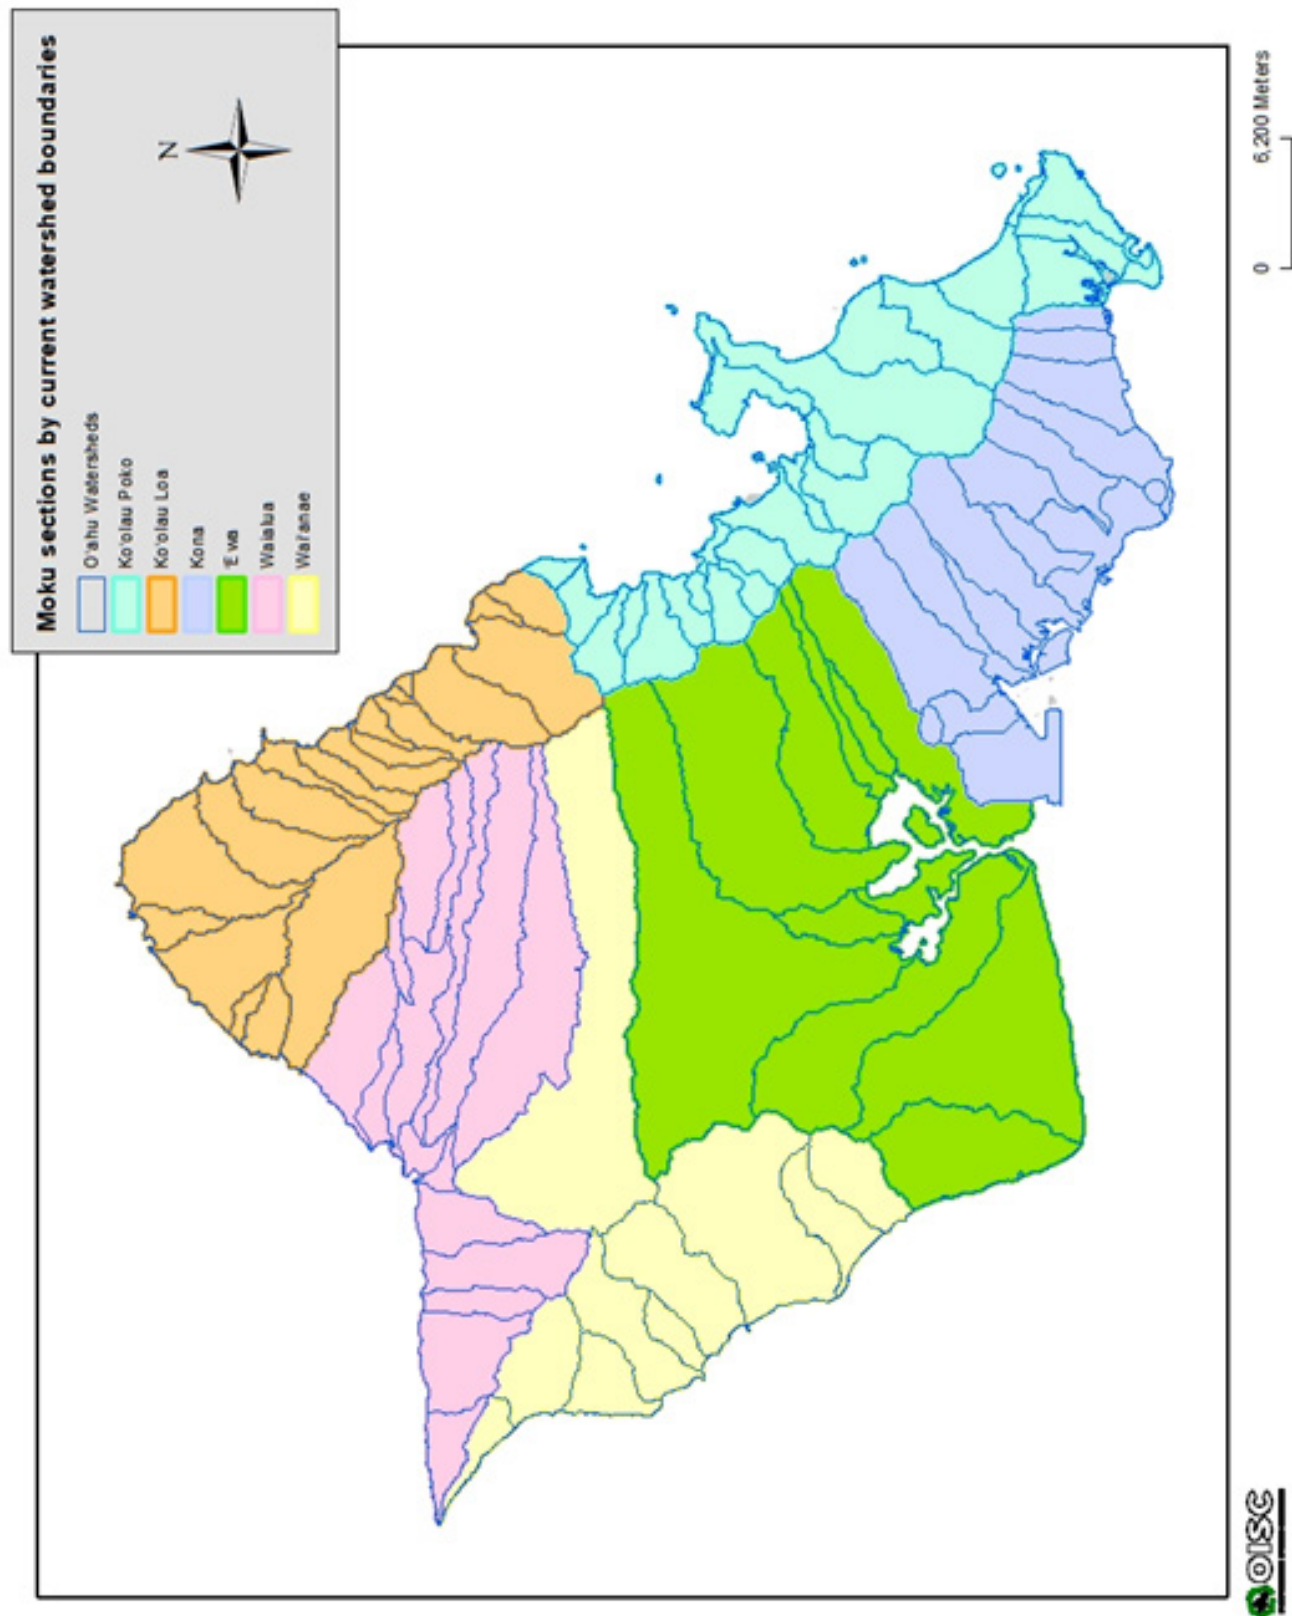 Moku sections by current watershed boundaries
N
O'ahu Watersheds
Ko'olau Poko
Ko'olau Loa
Kona
'Ewa
Waialua
Wai'anae
0 6,200 Meters
OISC